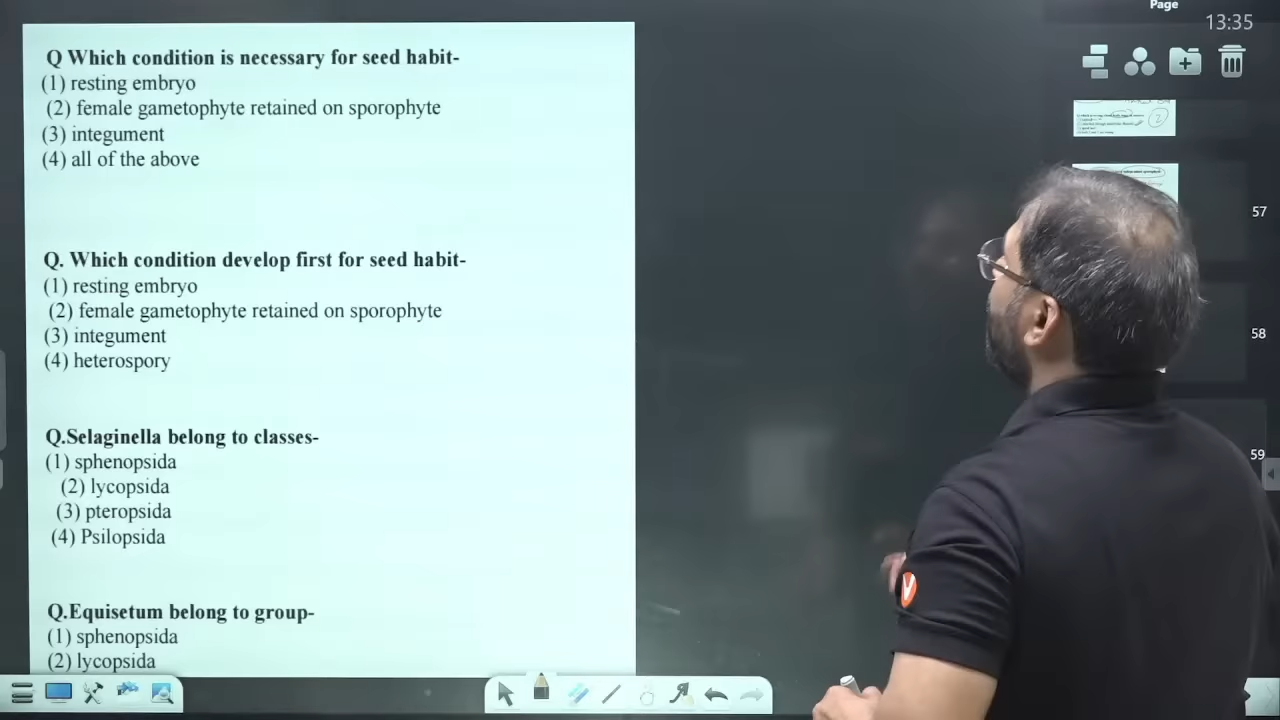 Page
13:35
Q Which condition is necessary for seed habit-
(1) resting embryo
(2) female gametophyte retained on sporophyte
(3) integument
(4) all of the above
Q. Which condition develop first for seed habit-
(1) resting embryo
(2) female gametophyte retained on sporophyte
(3) integument
(4) heterospory
Q.Selaginella belong to classes-
(1) sphenopsida
(2) lycopsida
(3) pteropsida
(4) Psilopsida
Q.Equisetum belong to group-
(1) sphenopsida
(2) lycopsida
57
58
59